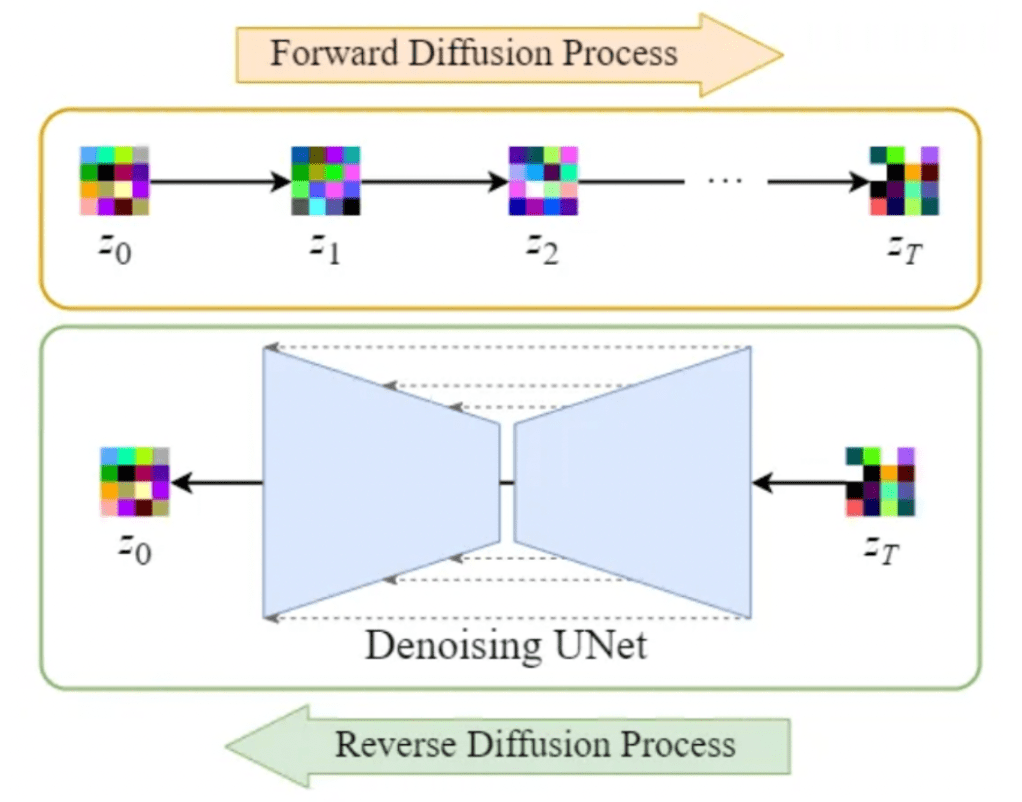 Forward Diffusion Process
z0
z1
z2
...
zT
z0
zT
Denoising UNet
Reverse Diffusion Process